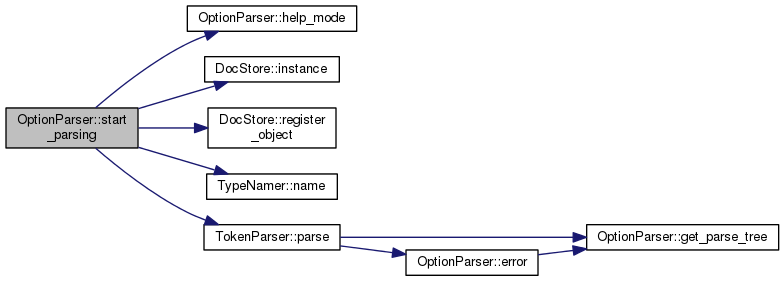 OptionParser::help_mode
DocStore::instance
OptionParser::start
_parsing
DocStore::register
_object
TypeNamer::name
TokenParser::parse
OptionParser::get_parse_tree
OptionParser::error